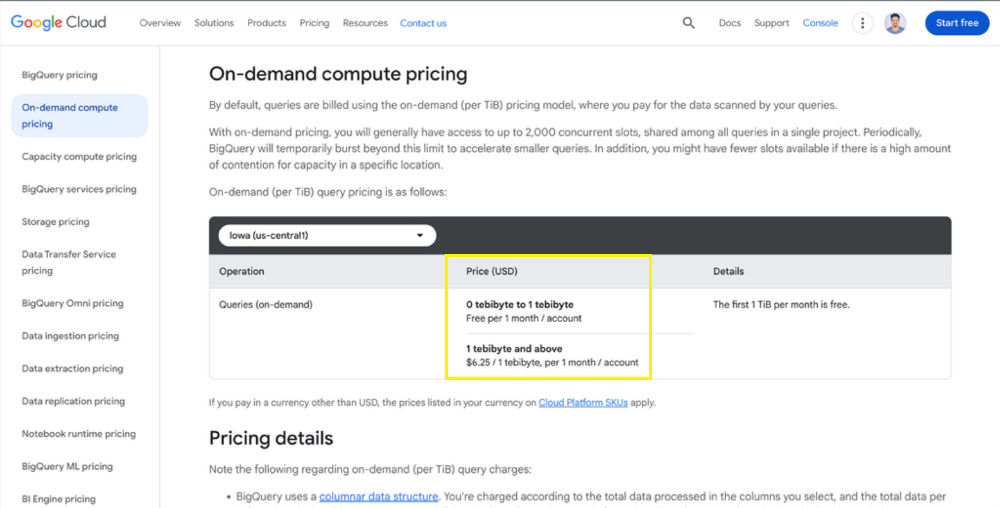 Google Cloud
Overview Solutions Products Pricing Resources Contact us
Docs Support Console
Start free
BigQuery pricing
On-demand compute
pricing
Capacity compute pricing
BigQuery services pricing
Storage pricing
Data Transfer Service
pricing
BigQuery Omni pricing
Data ingestion pricing
Data extraction pricing
Data replication pricing
Notebook runtime pricing
BigQuery ML pricing
BI Engine pricing
On-demand compute pricing
By default, queries are billed using the on-demand (per TiB) pricing model, where you pay for the data scanned by your queries.
With on-demand pricing, you will generally have access to up to 2,000 concurrent slots, shared among all queries in a single project. Periodically,
BigQuery will temporarily burst beyond this limit to accelerate smaller queries. In addition, you might have fewer slots available if there is a high amount
of contention for capacity in a specific location.
On-demand (per TiB) query pricing is as follows:
Iowa (us-central1)
Operation Price (USD) Details
Queries (on-demand) 0 tebibyte to 1 tebibyte The first 1 TiB per month is free.
Free per 1 month / account
1 tebibyte and above
$6.25 / 1 tebibyte, per 1 month / account
If you pay in a currency other than USD, the prices listed in your currency on Cloud Platform SKUs apply.
Pricing details
Note the following regarding on-demand (per TiB) query charges:
• BigQuery uses a columnar data structure. You're charged according to the total data processed in the columns you select, and the total data per